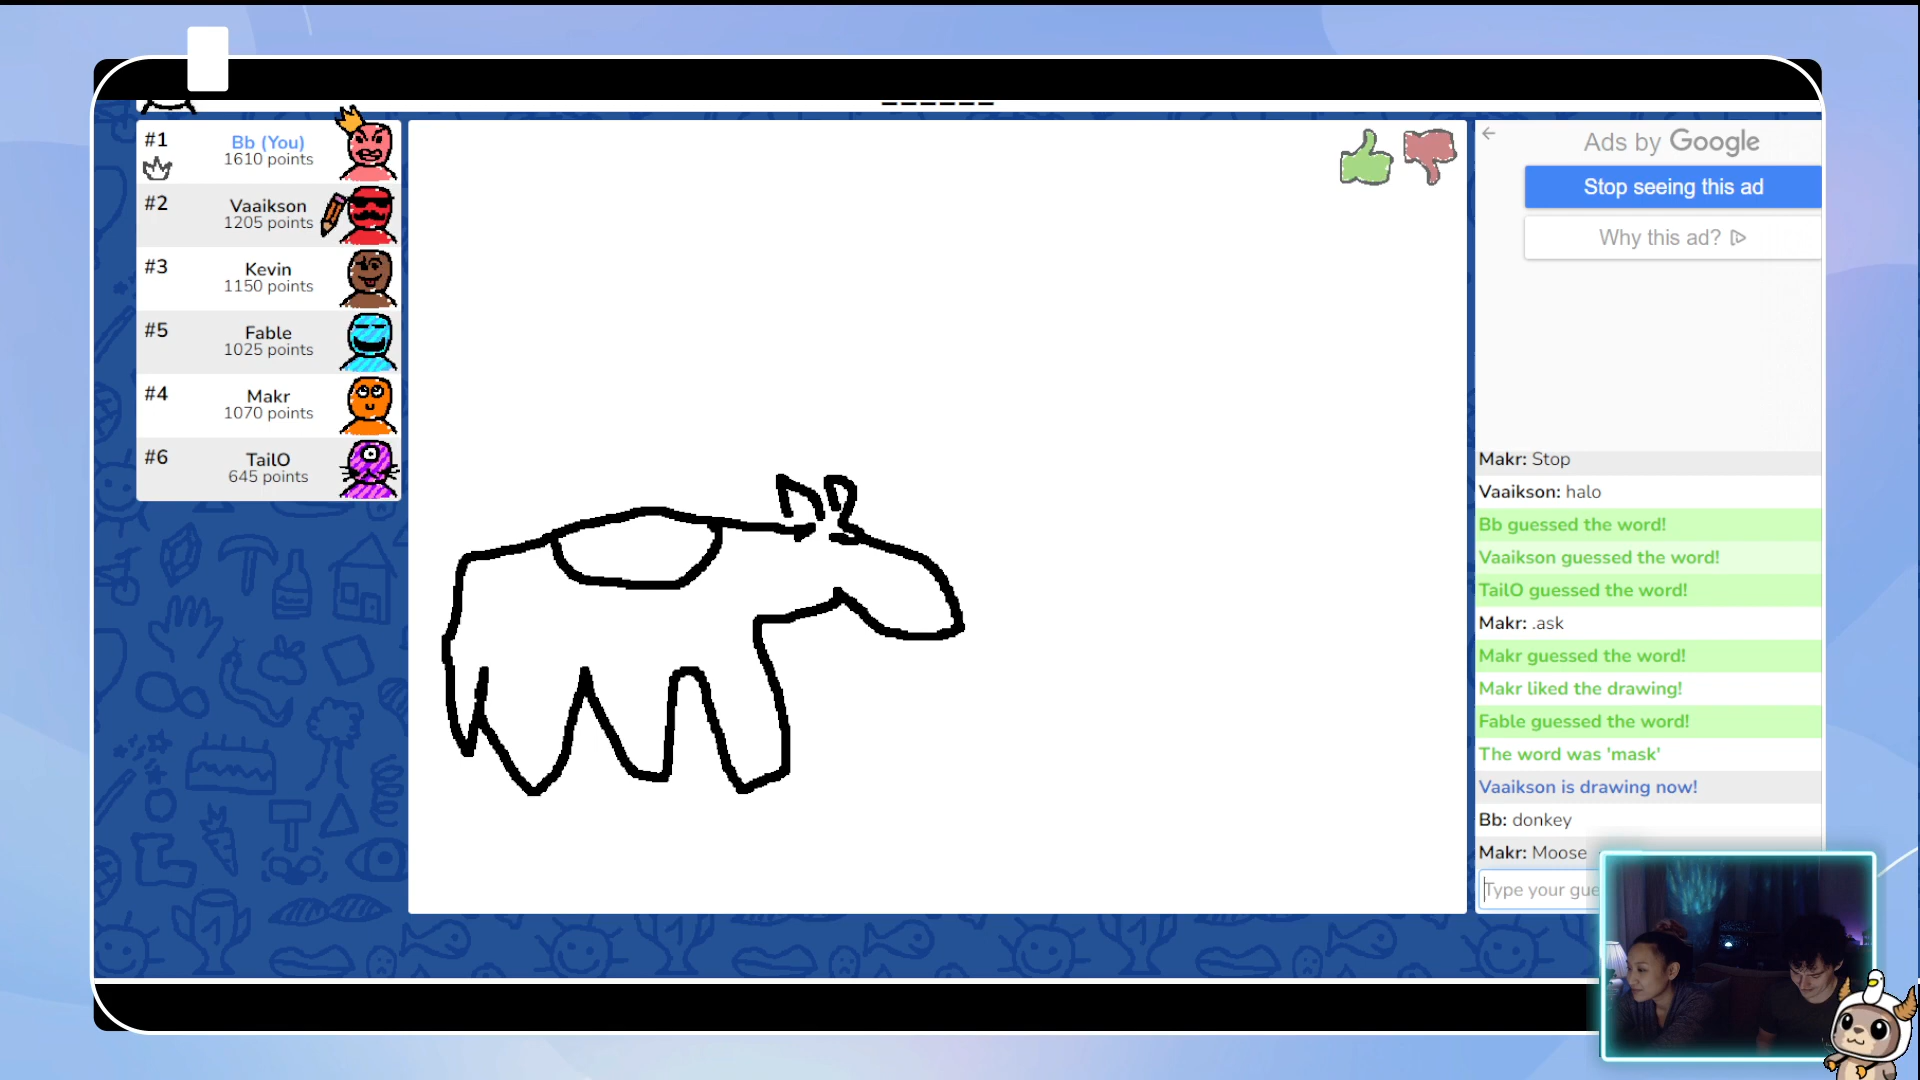 ______
#1
Bb (You)
1610 points
#2
Vaaikson
1205 points
#3
Kevin
1150 points
#5
Fable
1025 points
#4
Makr
1070 points
#6
TailO
645 points
Ads by Google
Stop seeing this ad
Why this ad?
Makr: Stop
Vaaikson: halo
Bb guessed the word!
Vaaikson guessed the word!
TailO guessed the word!
Makr: .ask
Makr guessed the word!
Makr liked the drawing!
Fable guessed the word!
The word was 'mask'
Vaaikson is drawing now!
Bb: donkey
Makr: Moose
Type your gue